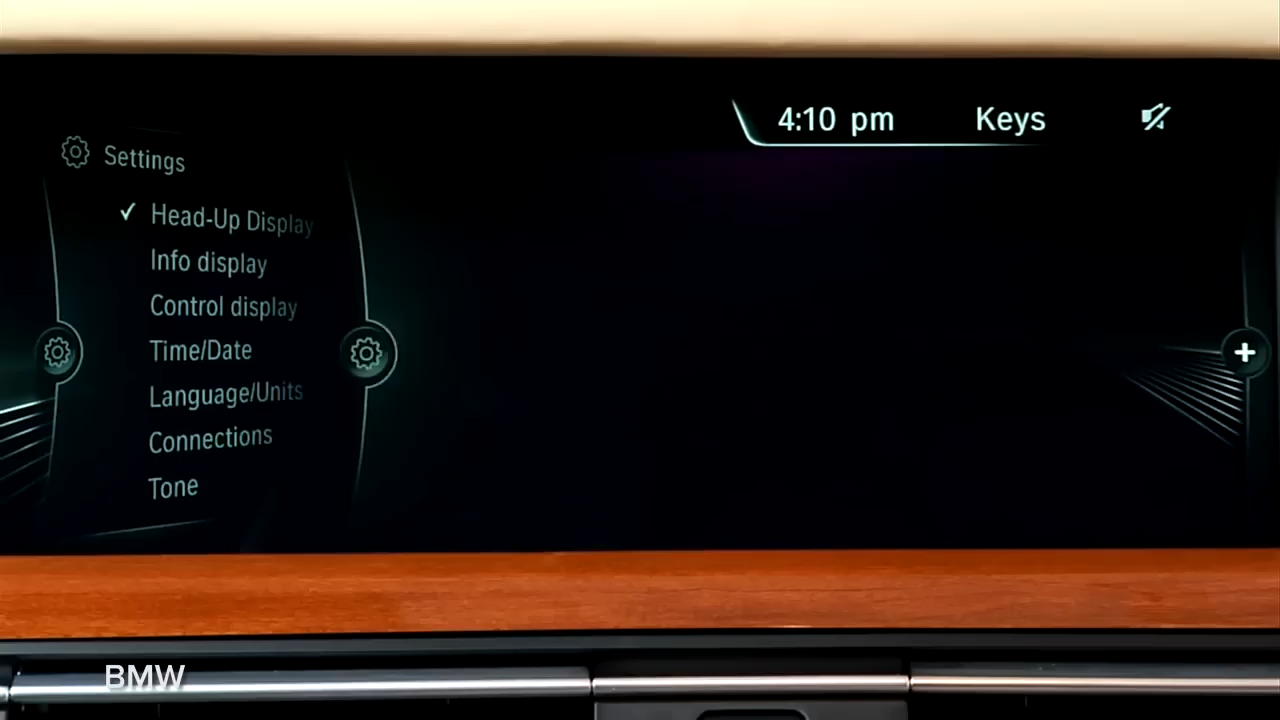 4:10 pm Keys
Settings
✓ Head-Up Display
Info display
Control display
Time/Date
Language/Units
Connections
Tone
BMW